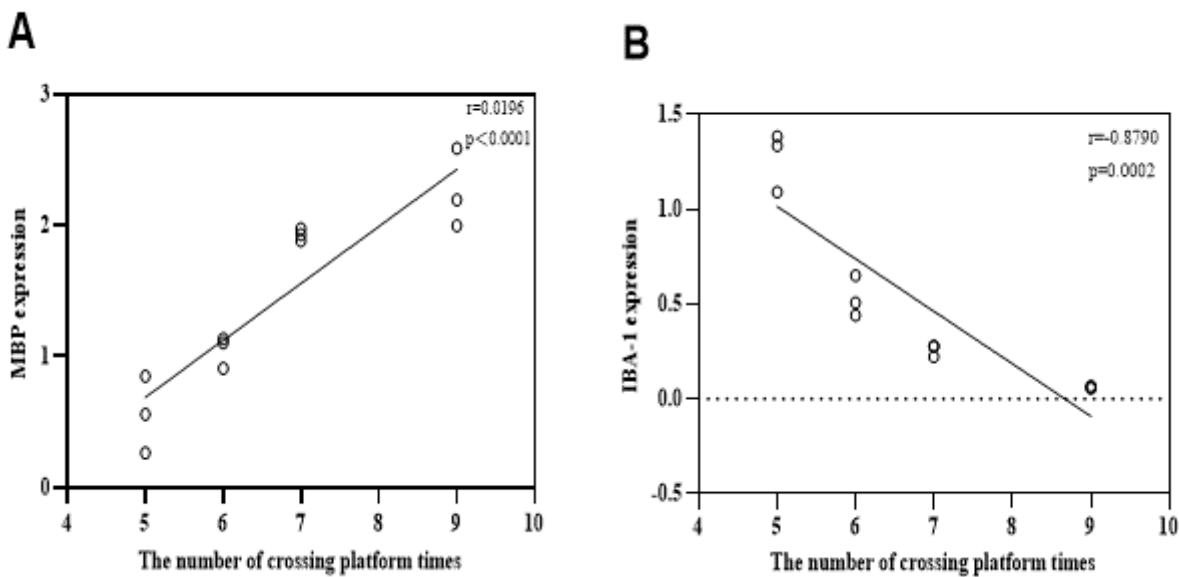 A
3
r=0.0196
p<0.0001
2
MBP expression
1
0
4 5 6 7 8 9 10
The number of crossing platform times
B
1.5
r=-0.8790
p=0.0002
1.0
IBA-1 expression
0.5
0.0
-0.5
4 5 6 7 8 9 10
The number of crossing platform times